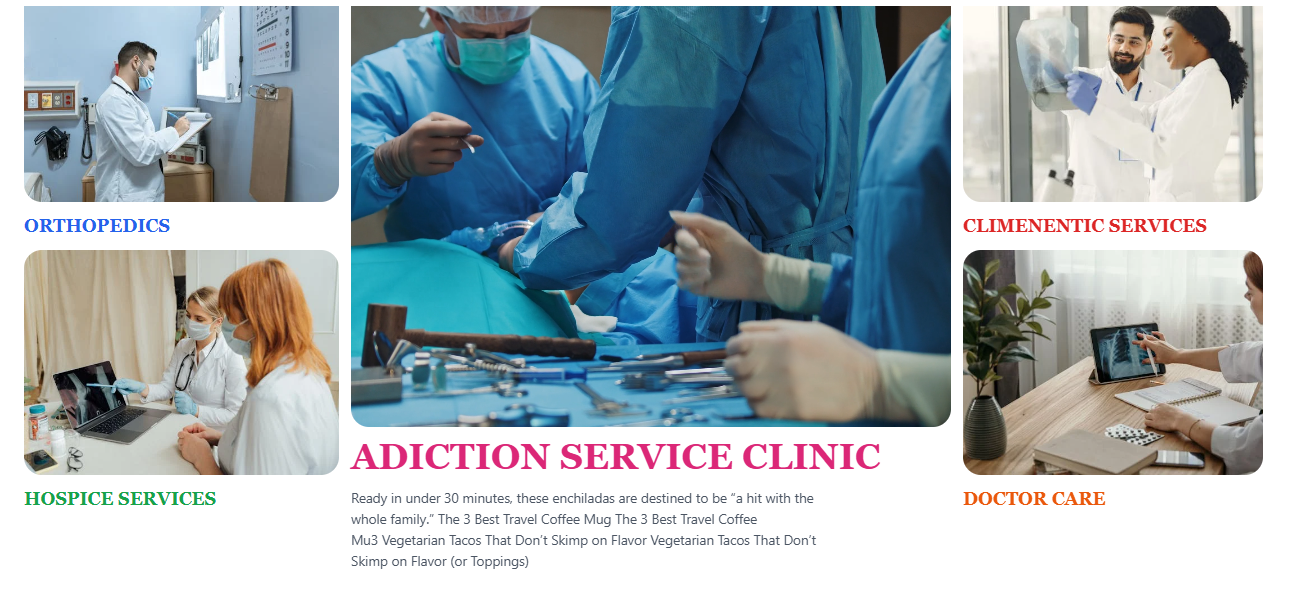 ORTHOPEDICS
HOSPICE SERVICES
ADICTION SERVICE CLINIC
Ready in under 30 minutes, these enchiladas are destined to be “a hit with the
whole family.” The 3 Best Travel Coffee Mug The 3 Best Travel Coffee
Mu3 Vegetarian Tacos That Don’t Skimp on Flavor Vegetarian Tacos That Don’t
Skimp on Flavor (or Toppings)
CLIMENENTIC SERVICES
DOCTOR CARE